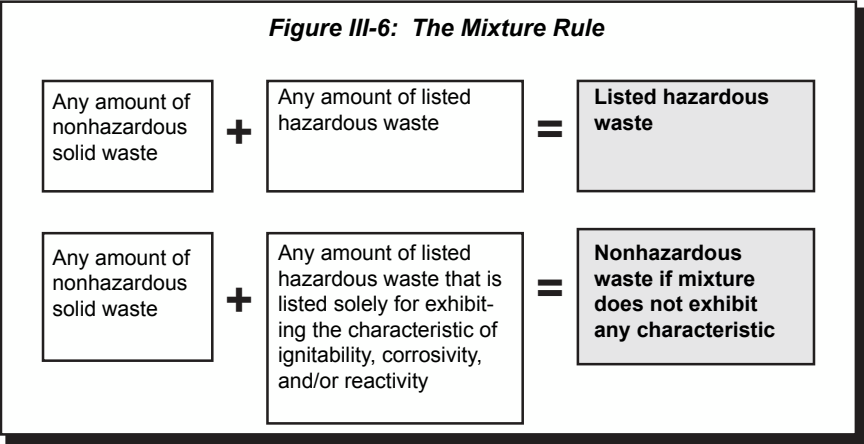 Figure III-6: The Mixture Rule
Any amount of
nonhazardous
solid waste
+
Any amount of listed
hazardous waste
=
Listed hazardous
waste
Any amount of
nonhazardous
solid waste
+
Any amount of listed
hazardous waste that is
listed solely for exhibit-
ing the characteristic of
ignitability, corrosivity,
and/or reactivity
=
Nonhazardous
waste if mixture
does not exhibit
any characteristic